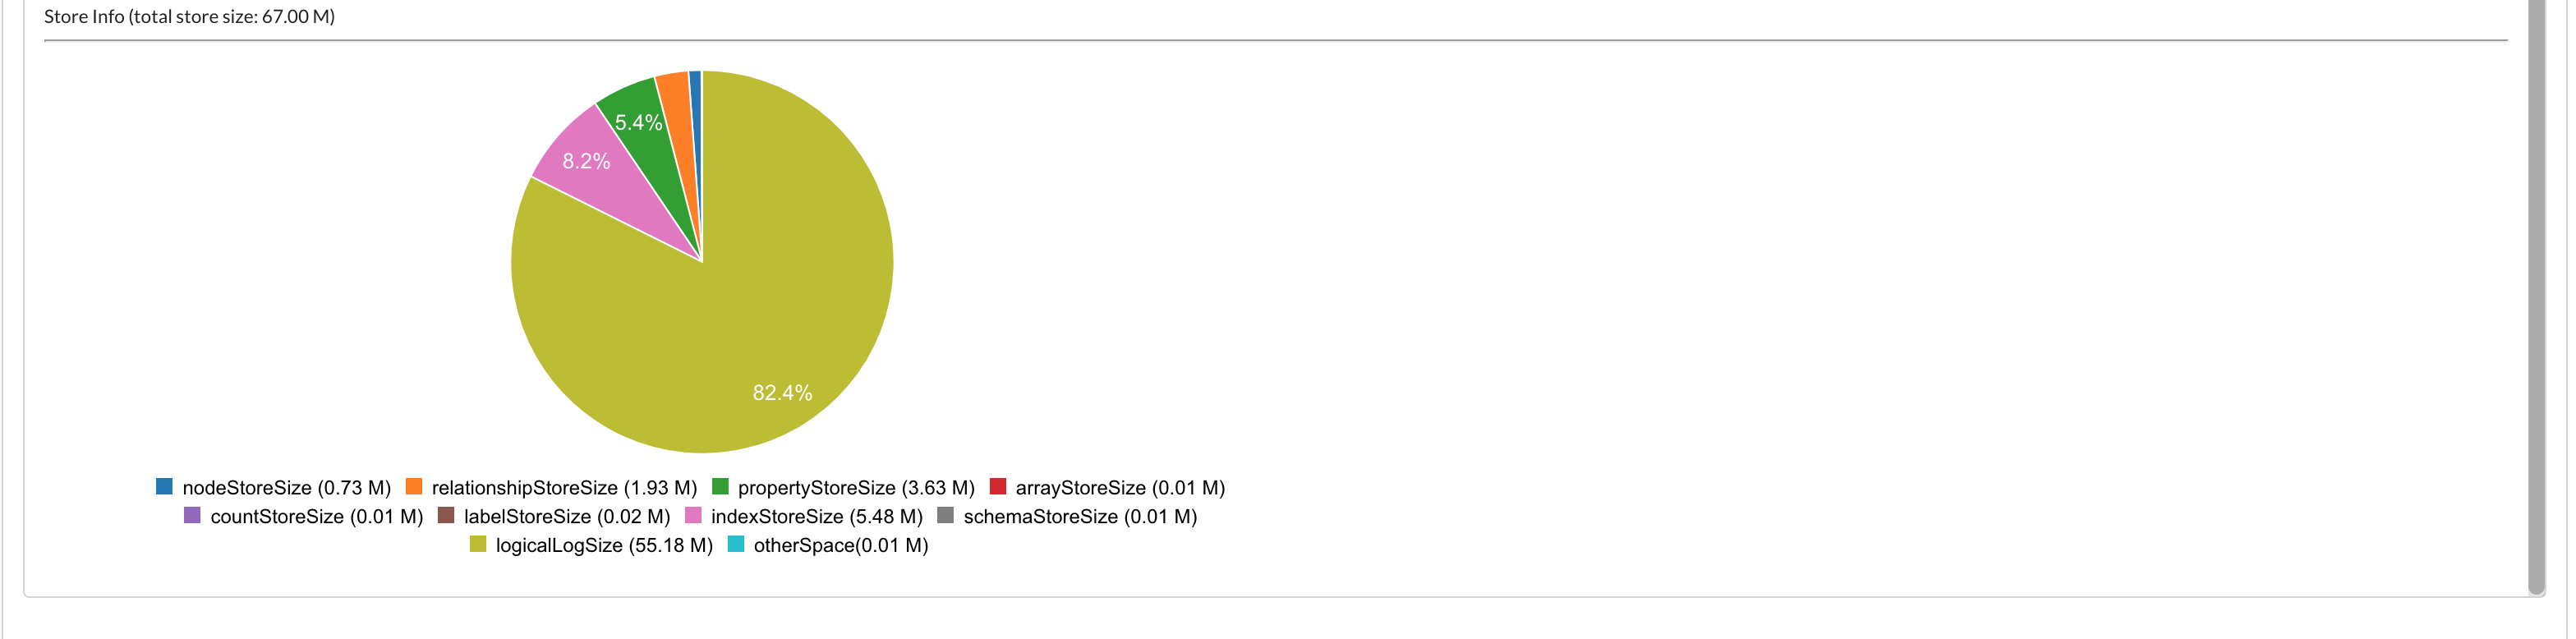 Store Info (total store size: 67.00 M)
5.4%
8.2%
82.4%
nodeStoreSize (0.73 M) relationshipStoreSize (1.93 M) propertyStoreSize (3.63 M) arrayStoreSize (0.01 M)
countStoreSize (0.01 M) labelStoreSize (0.02 M) indexStoreSize (5.48 M) schemaStoreSize (0.01 M)
logicalLogSize (55.18 M) otherSpace(0.01 M)